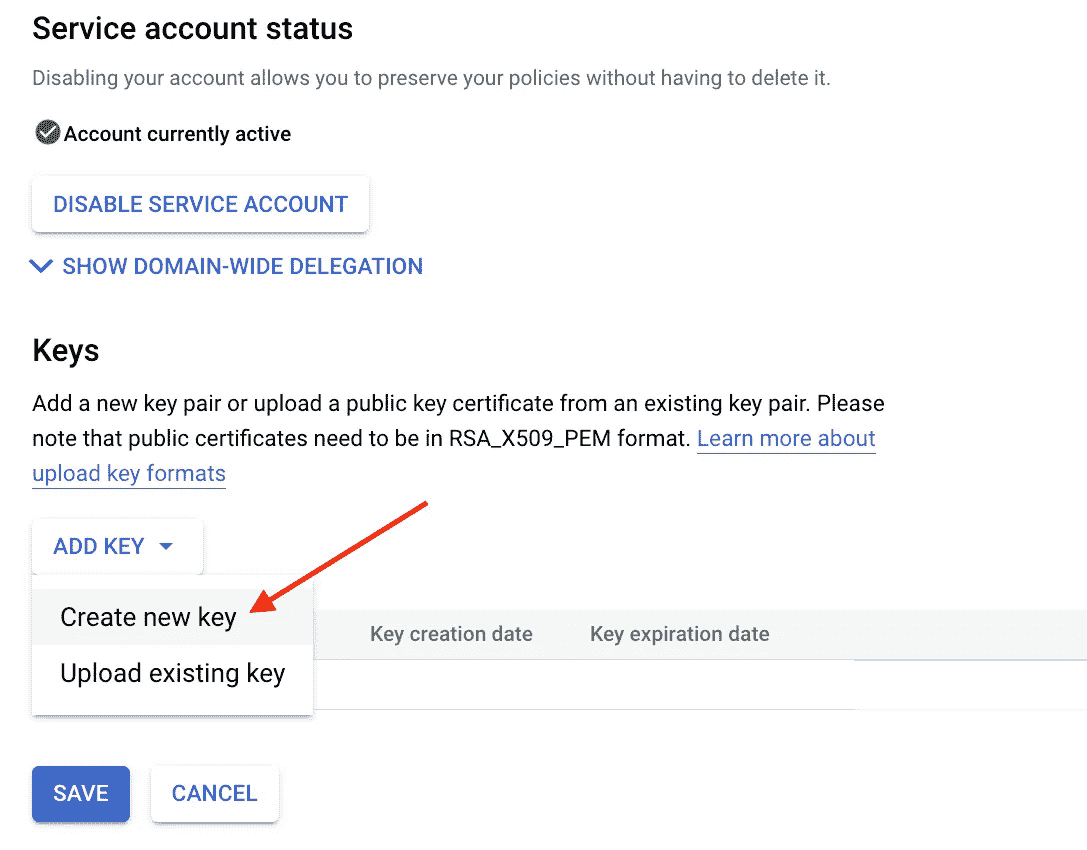 Service account status
Disabling your account allows you to preserve your policies without having to delete it.
Account currently active
DISABLE SERVICE ACCOUNT
SHOW DOMAIN-WIDE DELEGATION
Keys
Add a new key pair or upload a public key certificate from an existing key pair. Please
note that public certificates need to be in RSA_X509_PEM format. Learn more about
upload key formats
ADD KEY
Create new key
Key creation date Key expiration date
Upload existing key
SAVE CANCEL